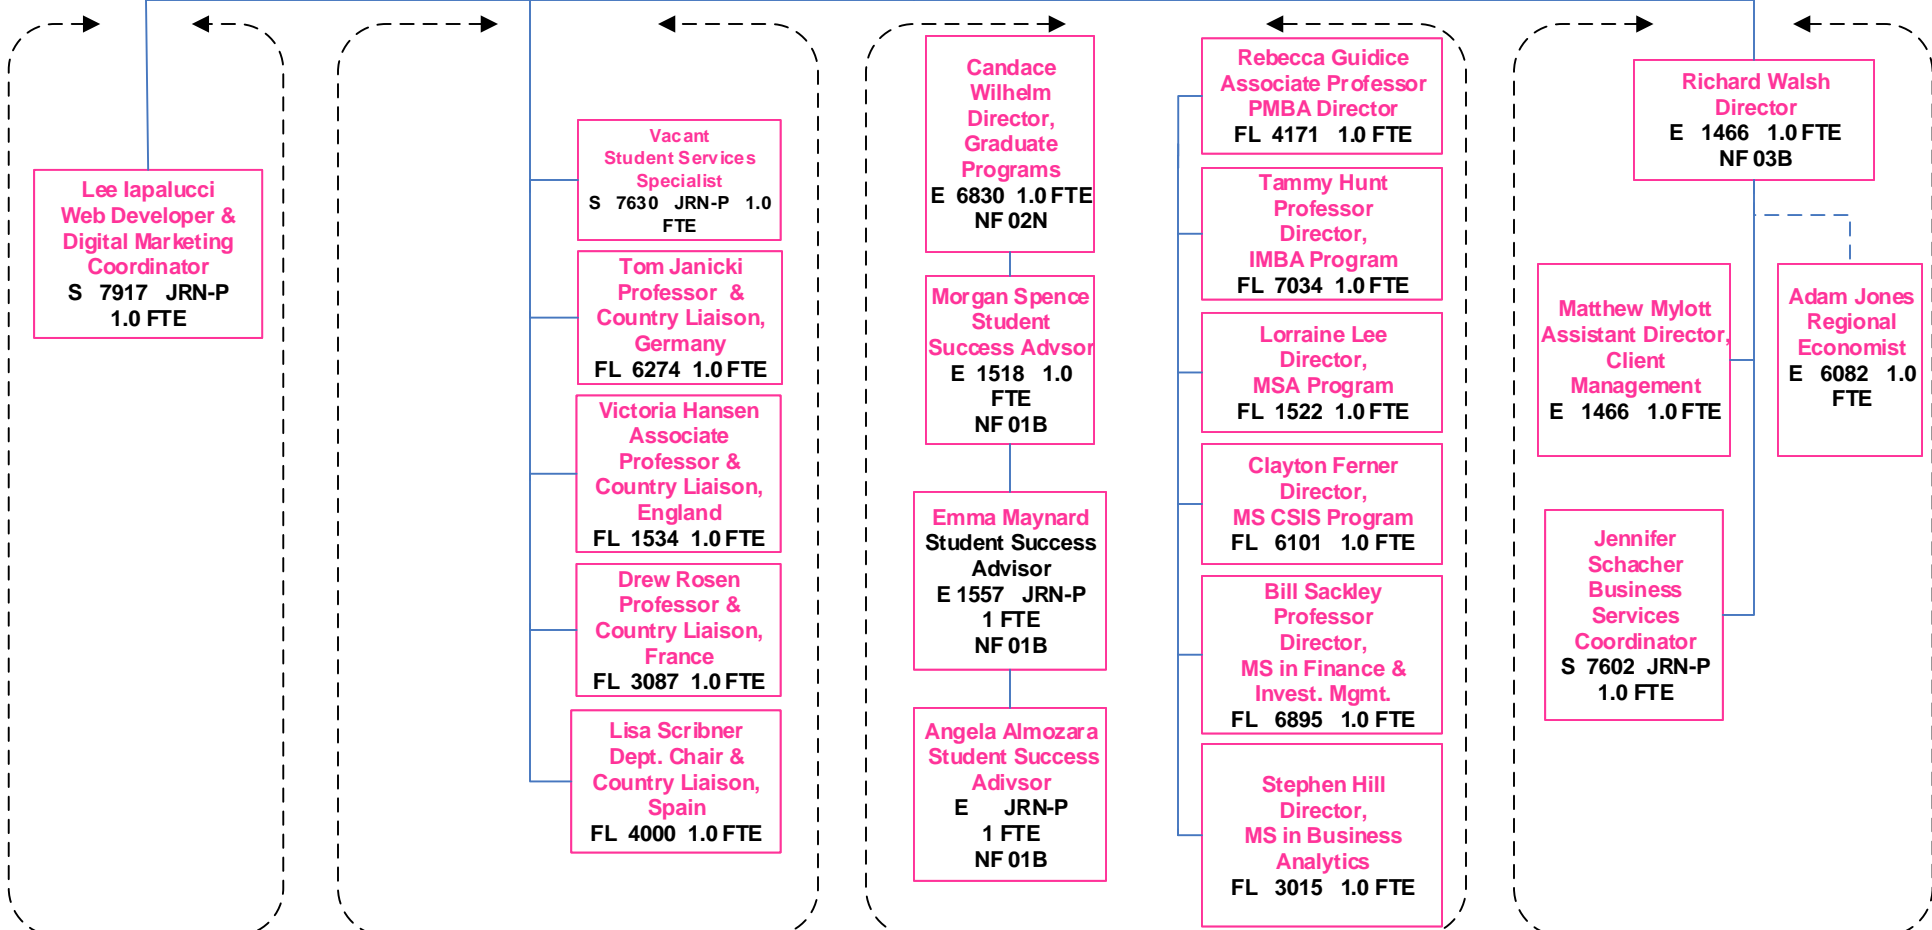 Lee Iapalucci
Web Developer &
Digital Marketing
Coordinator
S 7917 JRN-P
1.0 FTE
Vacant
Student Services
Specialist
S 7630 JRN-P 1.0
FTE
Tom Janicki
Professor &
Country Liaison,
Germany
FL 6274 1.0 FTE
Victoria Hansen
Associate
Professor &
Country Liaison,
England
FL 1534 1.0 FTE
Drew Rosen
Professor &
Country Liaison,
France
FL 3087 1.0 FTE
Lisa Scribner
Dept. Chair &
Country Liaison,
Spain
FL 4000 1.0 FTE
Candace
Wilhelm
Director,
Graduate
Programs
E 6830 1.0 FTE
NF 02N
Morgan Spence
Student
Success Advsor
E 1518 1.0
FTE
NF 01B
Emma Maynard
Student Success
Advisor
E 1557 JRN-P
1 FTE
NF 01B
Angela Almozara
Student Success
Adivsor
E JRN-P
1 FTE
NF 01B
Rebecca Guidice
Associate Professor
PMBA Director
FL 4171 1.0 FTE
Tammy Hunt
Professor
Director,
IMBA Program
FL 7034 1.0 FTE
Lorraine Lee
Director,
MSA Program
FL 1522 1.0 FTE
Clayton Ferner
Director,
MS CSIS Program
FL 6101 1.0 FTE
Bill Sackley
Professor
Director,
MS in Finance &
Invest. Mgmt.
FL 6895 1.0 FTE
Stephen Hill
Director,
MS in Business
Analytics
FL 3015 1.0 FTE
Richard Walsh
Director
E 1466 1.0 FTE
NF 03B
Matthew Mylott
Assistant Director,
Client
Management
E 1466 1.0 FTE
Adam Jones
Regional
Economist
E 6082 1.0
FTE
Jennifer
Schacher
Business
Services
Coordinator
S 7602 JRN-P
1.0 FTE